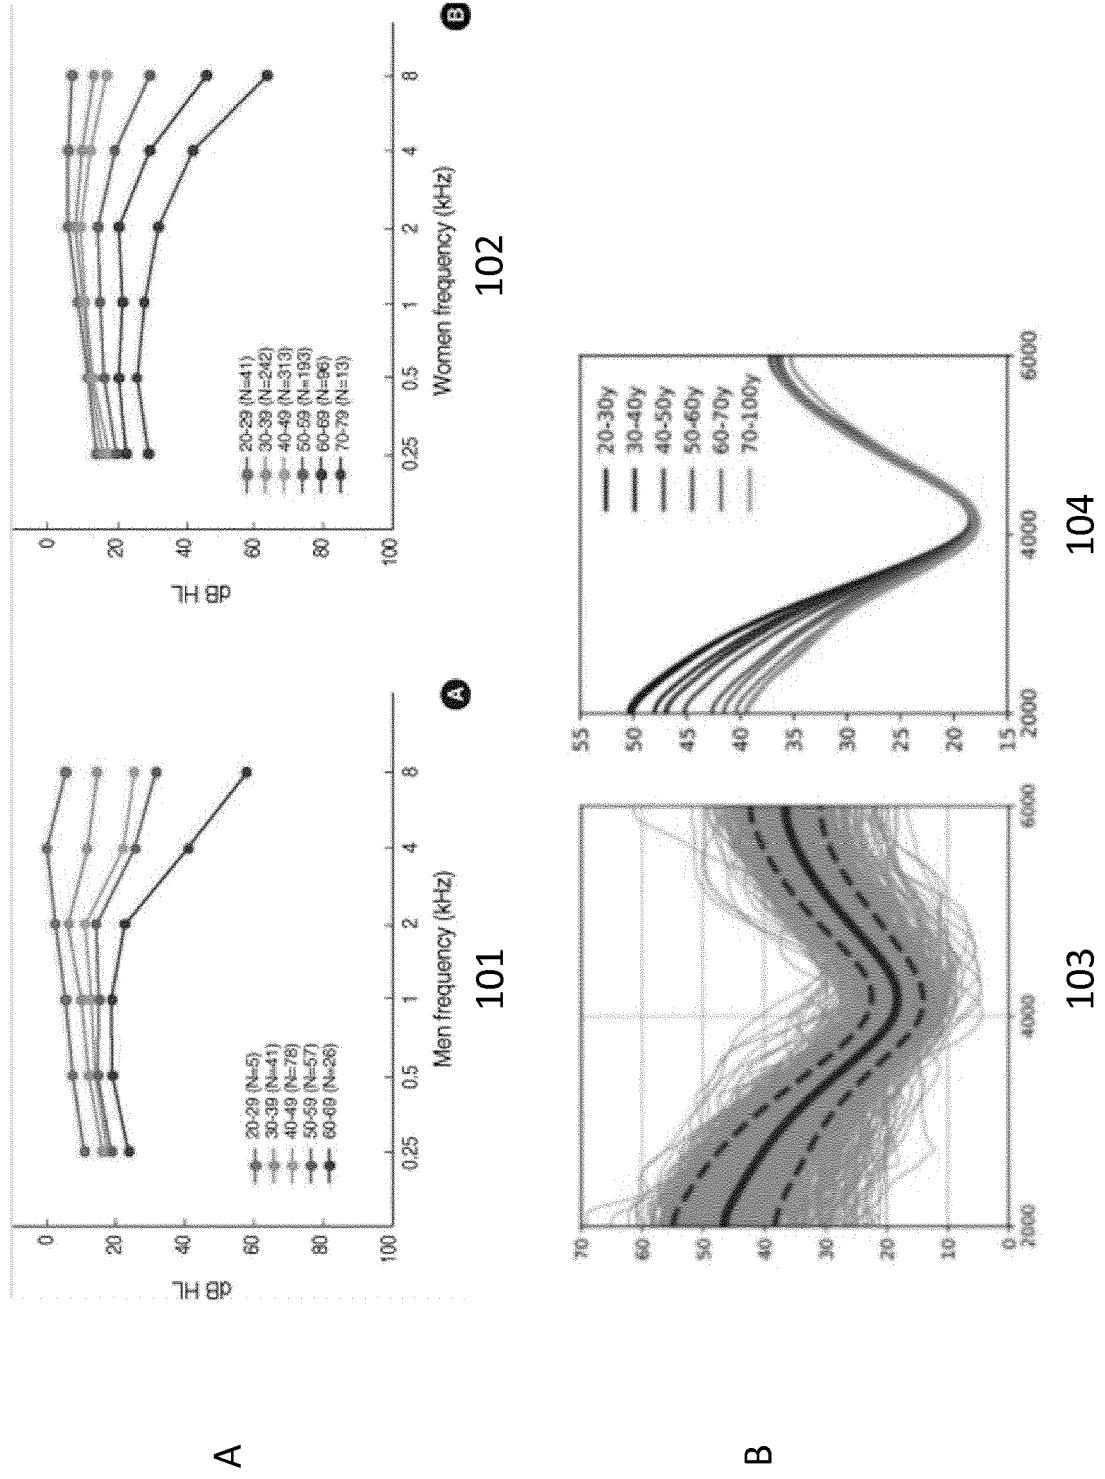 A
0
20
40
60
80
100
dB HL
20-29 (N=5)
30-39 (N=41)
40-49 (N=78)
50-59 (N=57)
60-69 (N=26)
0.25
0.5
1
2
4
8
Men frequency (kHz)
A
101
0
20
40
60
80
100
dB HL
20-29 (N=41)
30-39 (N=242)
40-49 (N=313)
50-59 (N=193)
60-69 (N=96)
70-79 (N=13)
0.25
0.5
1
2
4
8
Women frequency (kHz)
B
102
B
70
60
50
40
30
20
10
0
2000
4000
6000
103
55
50
45
40
35
30
25
20
15
20-30y
30-40y
40-50y
50-60y
60-70y
70-100y
2000
4000
6000
104